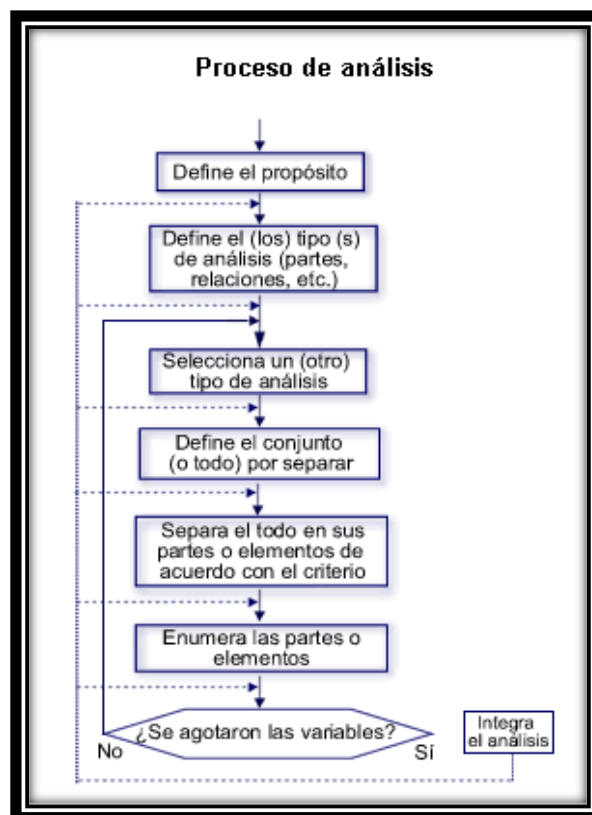 Proceso de análisis
Define el propósito
Define el (los) tipo (s)
de análisis (partes,
relaciones, etc.)
Selecciona un (otro)
tipo de análisis
Define el conjunto
(o todo) por separar
Separa el todo en sus
partes o elementos de
acuerdo con el criterio
Enumera las partes o
elementos
¿Se agotaron las variables?
No
Sí
Integra
el análisis